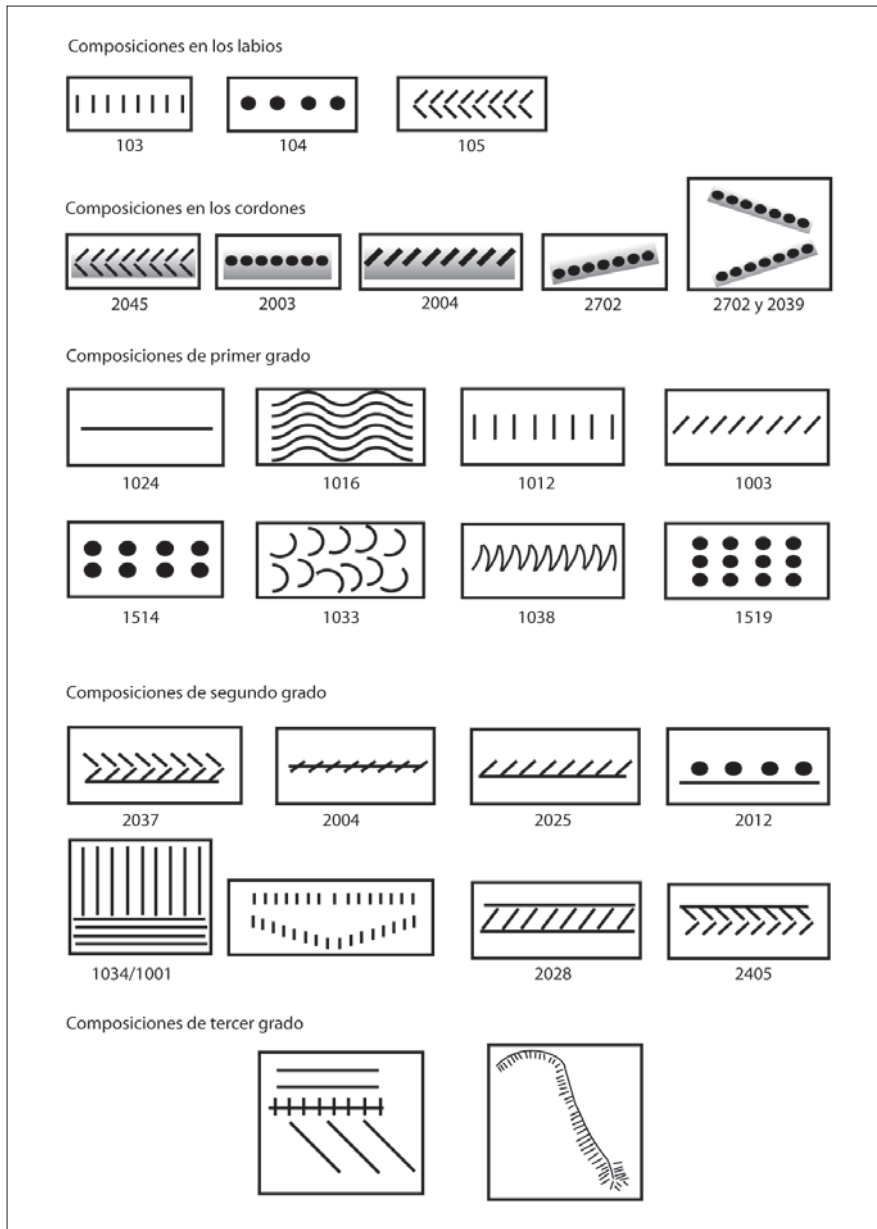 Composiciones en los labios
103 104 105
Composiciones en los cordones
2045 2003 2004 2702 2702 y 2039
Composiciones de primer grado
1024 1016 1012 1003
1514 1033 1038 1519
Composiciones de segundo grado
2037 2004 2025 2012
1034/1001 2028 2405
Composiciones de tercer grado